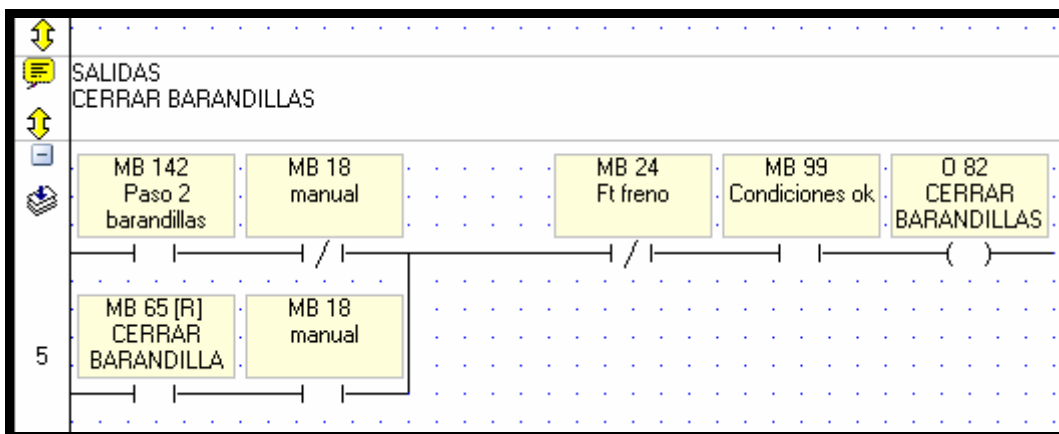 SALIDAS
CERRAR BARANDILLAS
MB 142
Paso 2
barandillas
MB 18
manual
MB 24
Ft freno
MB 99
Condiciones ok
O 82
CERRAR
BARANDILLAS
MB 65 [R]
CERRAR
BARANDILLA
MB 18
manual
5